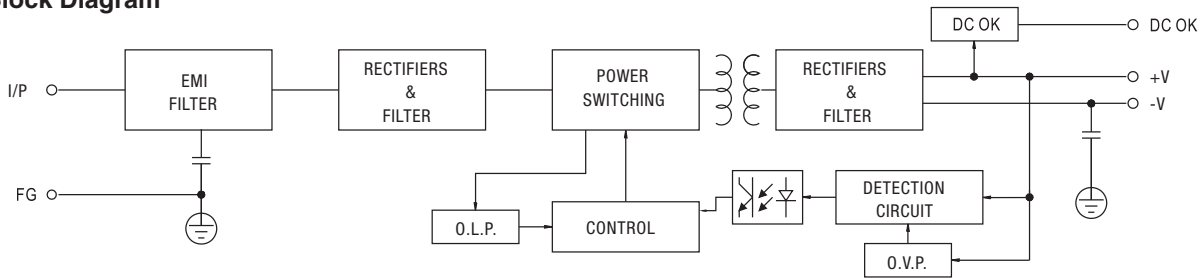 Block Diagram
DC OK
DC OK
I/P
EMI
FILTER
RECTIFIERS
&
FILTER
POWER
SWITCHING
RECTIFIERS
&
FILTER
+V
-V
FG
O.L.P.
CONTROL
DETECTION
CIRCUIT
O.V.P.